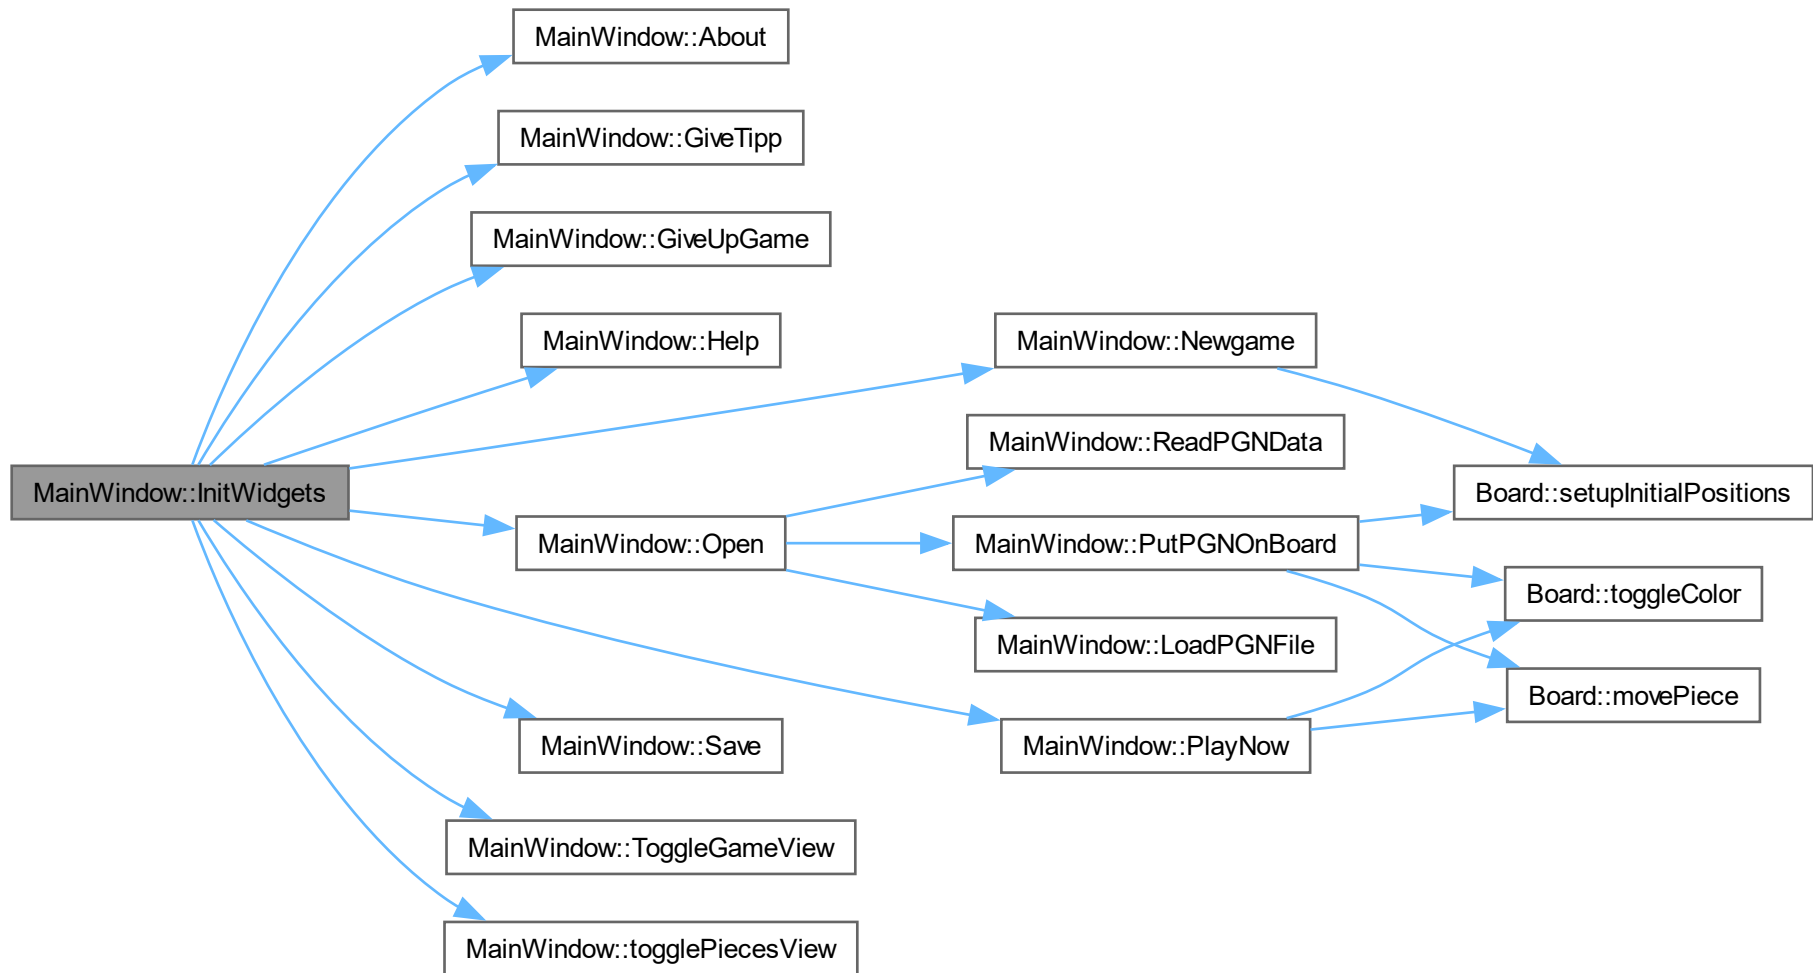 MainWindow::About
MainWindow::GiveTipp
MainWindow::GiveUpGame
MainWindow::Help
MainWindow::Newgame
MainWindow::ReadPGNData
MainWindow::InitWidgets
Board::setupInitialPositions
MainWindow::Open
MainWindow::PutPGNOnBoard
Board::toggleColor
MainWindow::LoadPGNFile
Board::movePiece
MainWindow::Save
MainWindow::PlayNow
MainWindow::ToggleGameView
MainWindow::togglePiecesView